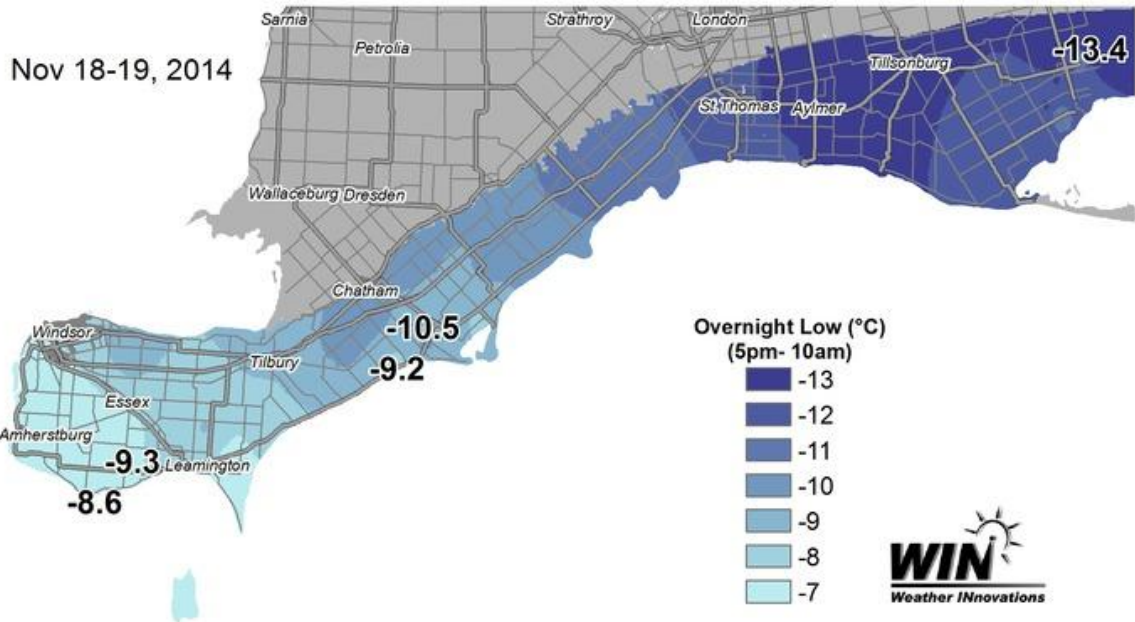 Sarnia
Strathroy
London
Petrolia
Nov 18-19, 2014
-13.4
Tillsonburg
St. Thomas
Aylmer
Wallaceburg
Dresden
Chatham
-10.5
Windsor
Tilbury
-9.2
Essex
Amherstburg
-9.3
Leamington
-8.6
Overnight Low (°C)
(5pm- 10am)
-13
-12
-11
-10
-9
-8
-7
WIN
Weather INnovations